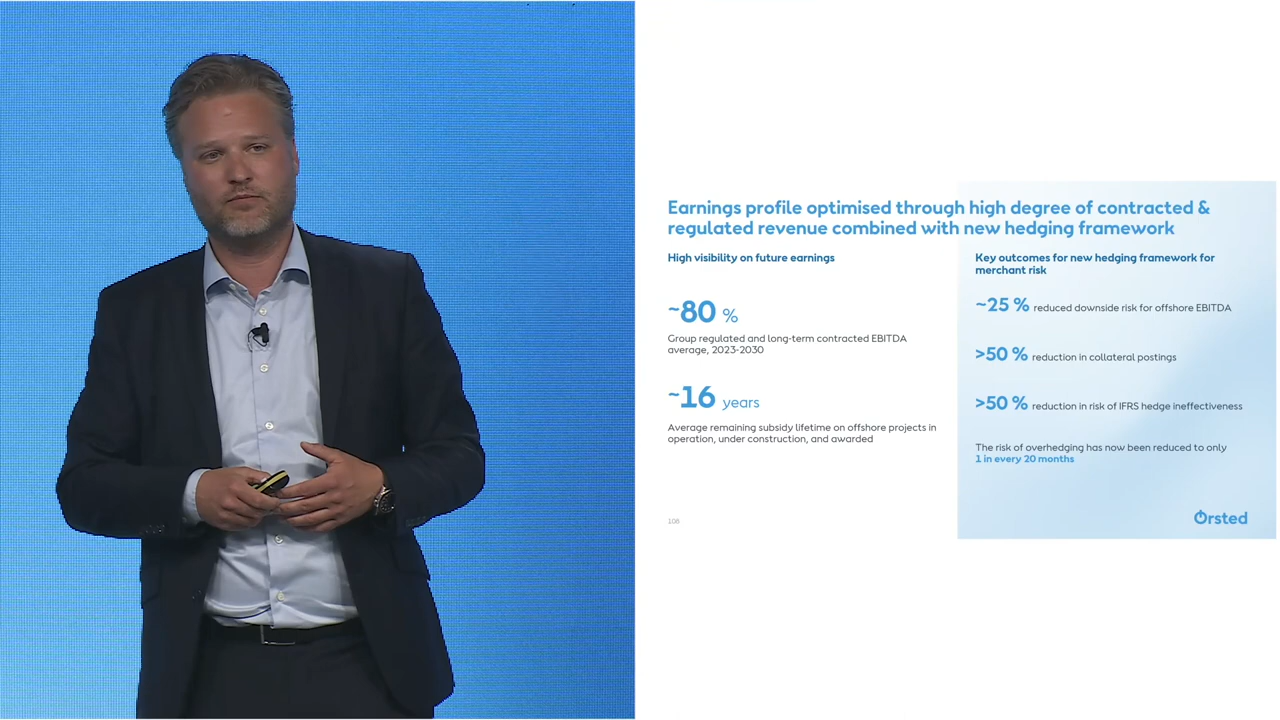 Earnings profile optimised through high degree of contracted &
regulated revenue combined with new hedging framework
High visibility on future earnings
~80 %
Group regulated and long-term contracted EBITDA
average, 2023-2030
~16 years
Average remaining subsidy lifetime on offshore projects in
operation, under construction, and awarded
108
Key outcomes for new hedging framework for
merchant risk
~25 % reduced downside risk for offshore EBITDA
>50 % reduction in collateral postings
>50 % reduction in risk of IFRS hedge ineffectiveness
The risk of overhedging has now been reduced to only
1 in every 20 months
Ørsted